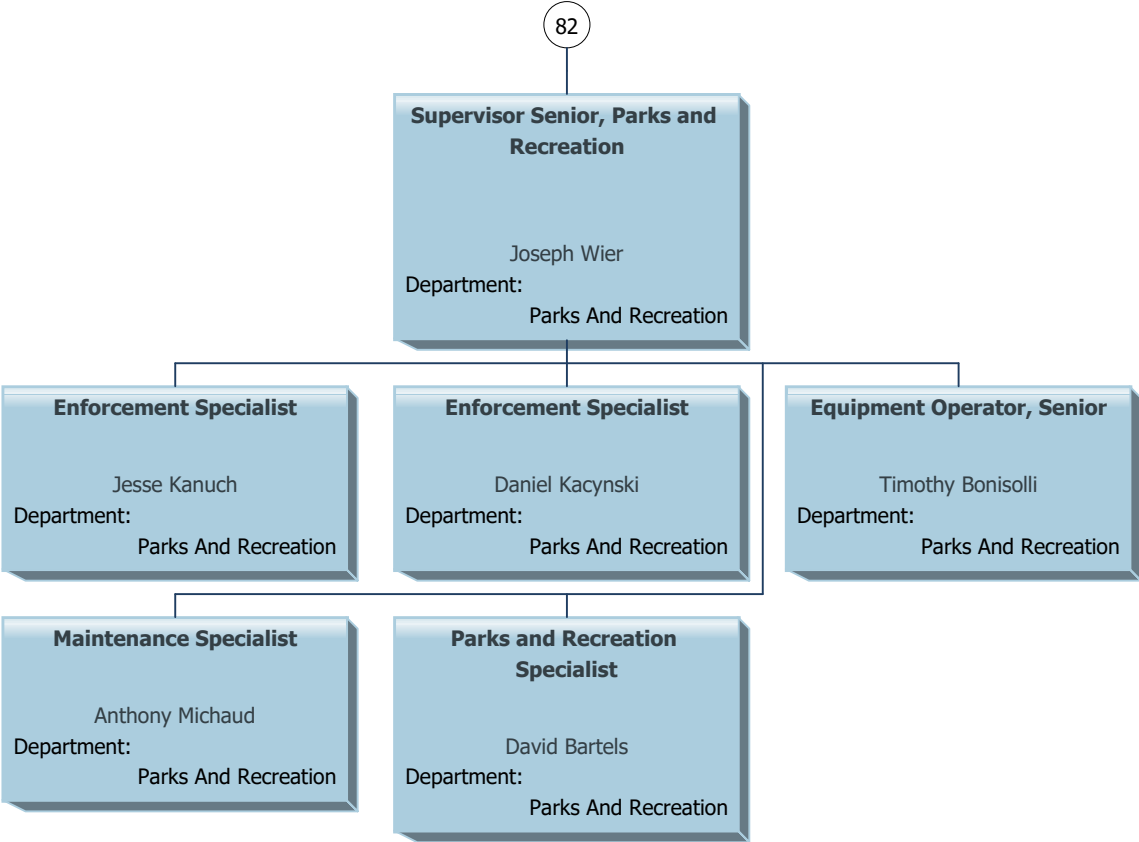 82
Supervisor Senior, Parks and
Recreation
Joseph Wier
Department:
Parks And Recreation
Enforcement Specialist
Jesse Kanuch
Department:
Parks And Recreation
Enforcement Specialist
Daniel Kacynski
Department:
Parks And Recreation
Equipment Operator, Senior
Timothy Bonisolli
Department:
Parks And Recreation
Maintenance Specialist
Anthony Michaud
Department:
Parks And Recreation
Parks and Recreation
Specialist
David Bartels
Department:
Parks And Recreation